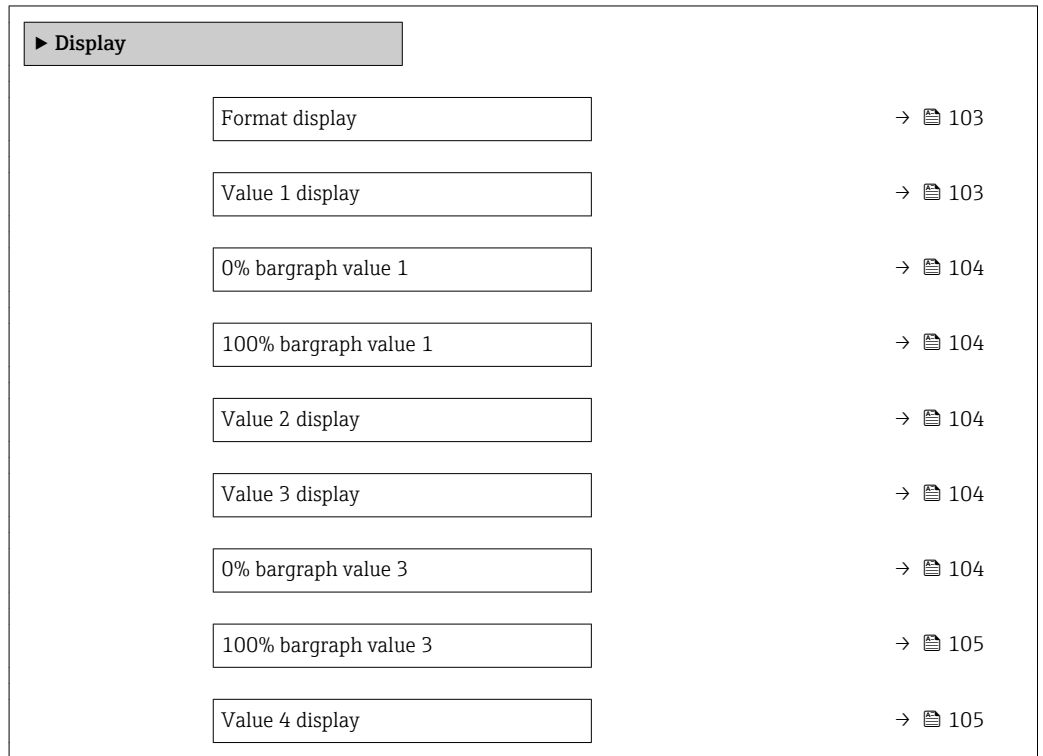 ▶ Display
Format display → 103
Value 1 display → 103
0% bargraph value 1 → 104
100% bargraph value 1 → 104
Value 2 display → 104
Value 3 display → 104
0% bargraph value 3 → 104
100% bargraph value 3 → 105
Value 4 display → 105